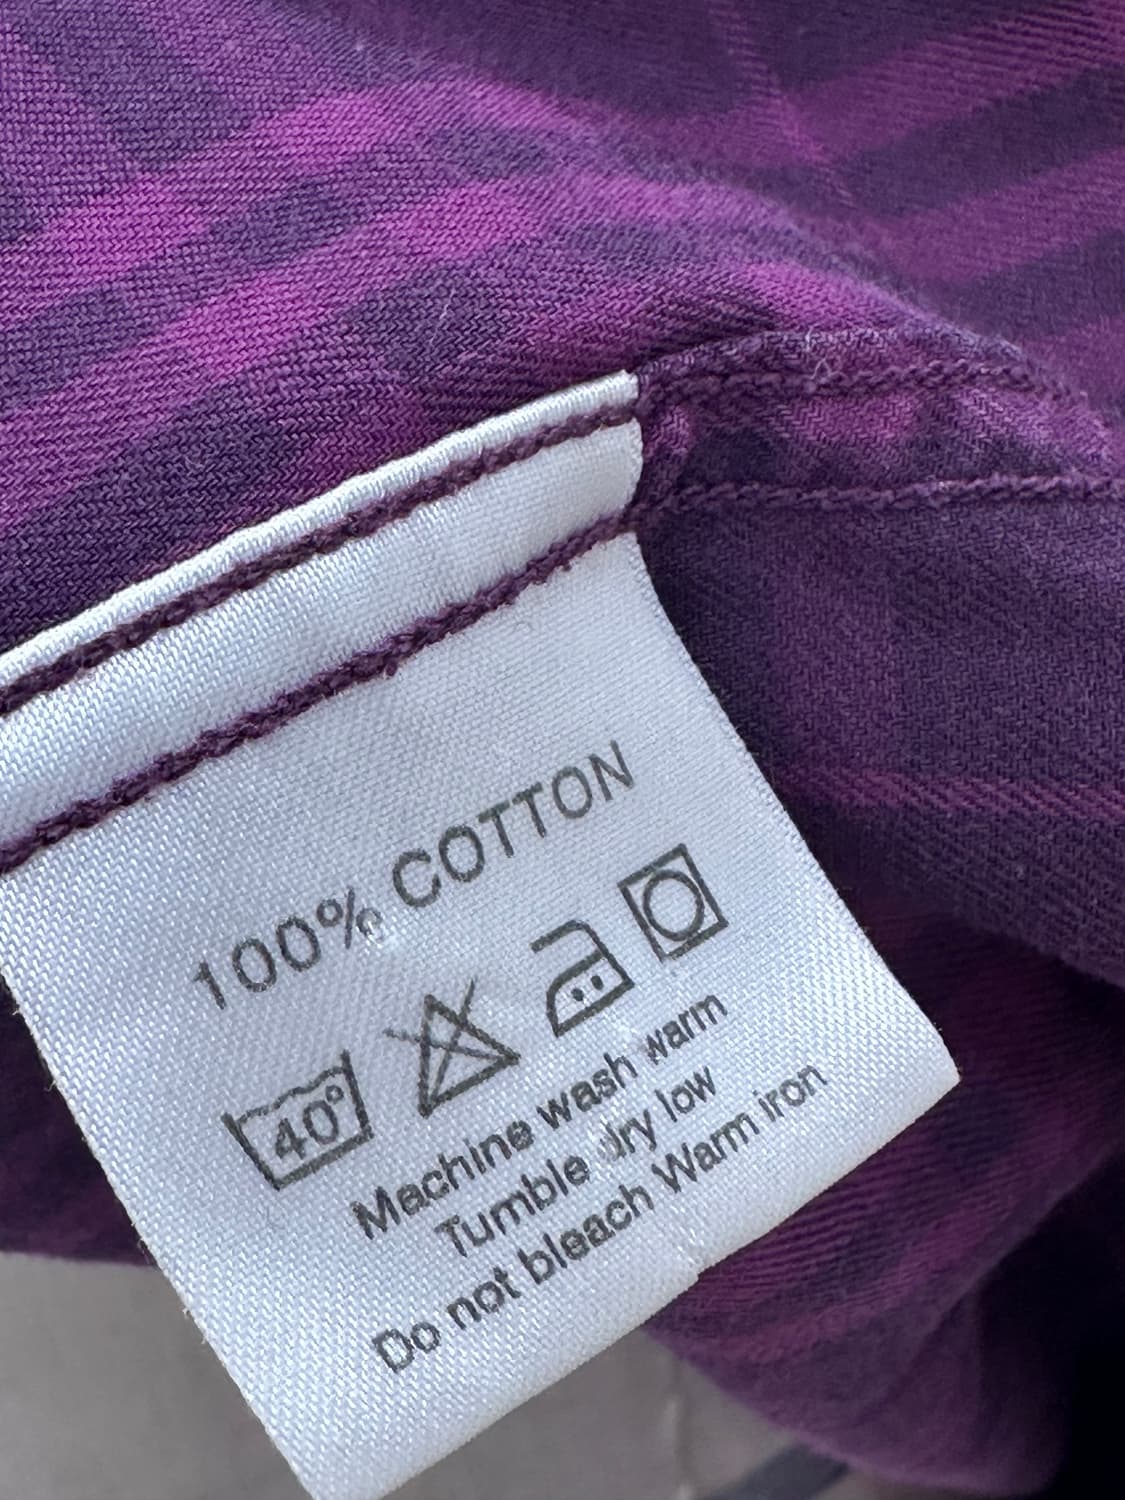 100% COTTON
40°
Machine wash warm
Tumble dry low
Do not bleach Warm iron